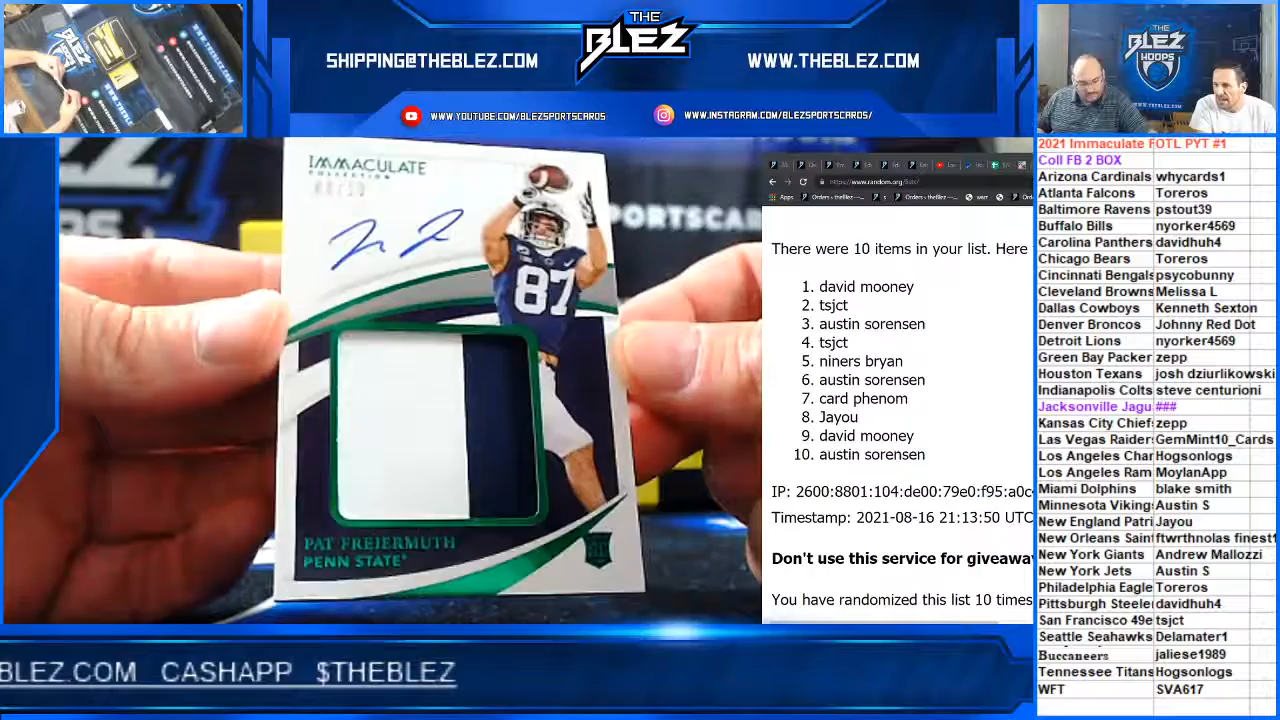 SHIPPING@THEBLEZ.COM
THE
BLEZ
WWW.THEBLEZ.COM
WWW.YOUTUBE.COM/BLEZSPORTSCARDS
WWW.INSTAGRAM.COM/BLEZSPORTSCARDS/
THE
BLEZ
HOOPS
IMMACULATE
COLLECTION
87
PAT FREIERMUTH
PENN STATE
https://www.random.org/lists/
Apps
There were 10 items in your list. Here
1. david mooney
2. tsjct
3. austin sorensen
4. tsjct
5. niners bryan
6. austin sorensen
7. card phenom
8. Jayou
9. david mooney
10. austin sorensen
IP: 2600:8801:104:de00:79e0:f95:a0c
Timestamp: 2021-08-16 21:13:50 UTC
Don't use this service for giveaw
You have randomized this list 10 times
2021 Immaculate FOTL PYT #1
Coll FB 2 BOX
Arizona Cardinals whycards1
Atlanta Falcons Toreros
Baltimore Ravens pstout39
Buffalo Bills nyorker4569
Carolina Panthers davidhuh4
Chicago Bears Toreros
Cincinnati Bengals psycobunny
Cleveland Browns Melissa L
Dallas Cowboys Kenneth Sexton
Denver Broncos Johnny Red Dot
Detroit Lions nyorker4569
Green Bay Packer zepp
Houston Texans josh dziurlikowski
Indianapolis Colts steve centurioni
Jacksonville Jagu ###
Kansas City Chief zepp
Las Vegas Raider GemMint10_Cards
Los Angeles Char Hogsonlogs
Los Angeles Ram MoylanApp
Miami Dolphins blake smith
Minnesota Viking Austin S
New England Patri Jayou
New Orleans Saint ftwrthnolas finest1
New York Giants Andrew Mallozzi
New York Jets Austin S
Philadelphia Eagle Toreros
Pittsburgh Steele davidhuh4
San Francisco 49e tsjct
Seattle Seahawks Delamater1
Buccaneers jaliese1989
Tennessee Titans Hogsonlogs
WFT SVA617
BLEZ.COM CASHAPP $THEBLEZ